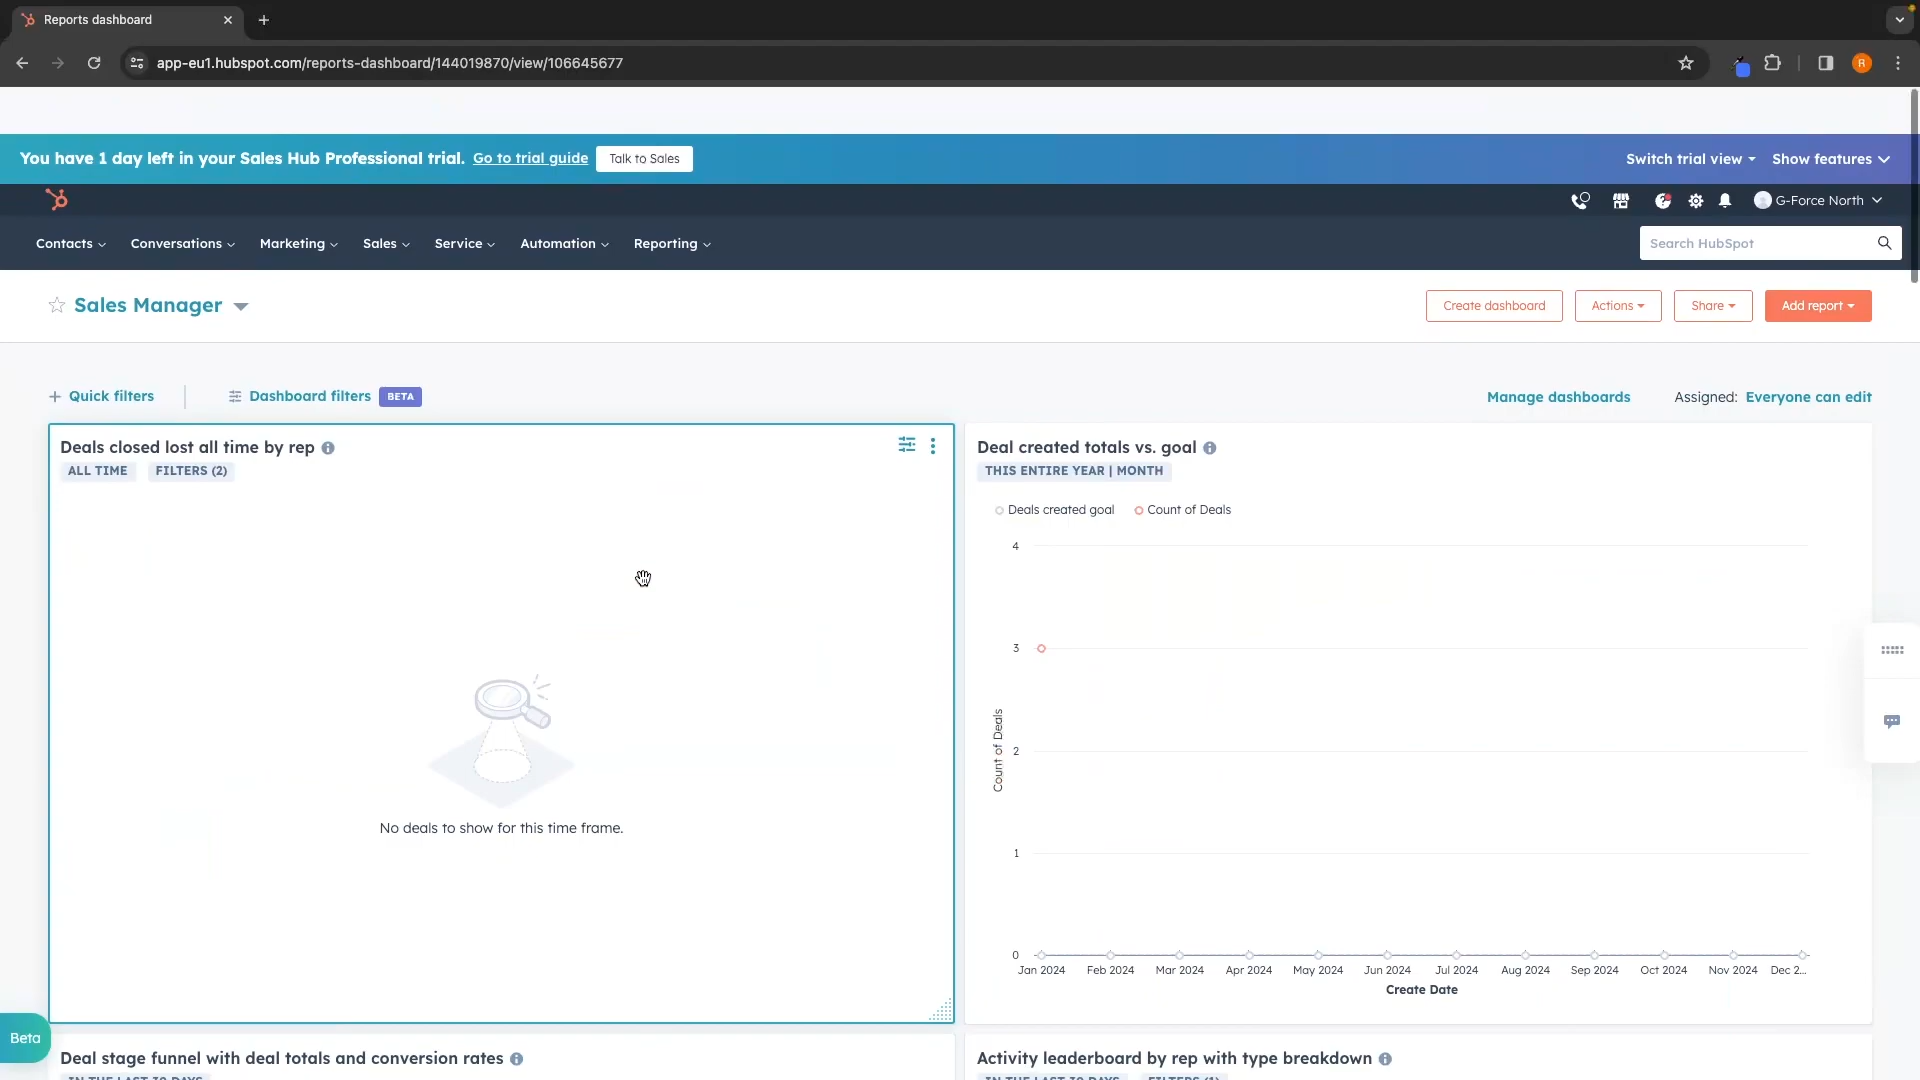 Reports dashboard
app-eu1.hubspot.com/reports-dashboard/144019870/view/106645677
R
You have 1 day left in your Sales Hub Professional trial. Go to trial guide Talk to Sales Switch trial view Show features
G-Force North
Contacts Conversations Marketing Sales Service Automation Reporting Search HubSpot
Sales Manager Create dashboard Actions Share Add report
Quick filters Dashboard filters BETA Manage dashboards Assigned: Everyone can edit
Deals closed lost all time by rep
ALL TIME FILTERS (2)
No deals to show for this time frame.
Deal created totals vs. goal
THIS ENTIRE YEAR | MONTH
Deals created goal Count of Deals
4
3
2
1
0
Count of Deals
Jan 2024 Feb 2024 Mar 2024 Apr 2024 May 2024 Jun 2024 Jul 2024 Aug 2024 Sep 2024 Oct 2024 Nov 2024 Dec 2...
Create Date
Beta
Deal stage funnel with deal totals and conversion rates
IN THE LAST 30 DAYS
Activity leaderboard by rep with type breakdown
IN THE LAST 30 DAYS FILTERS (1)